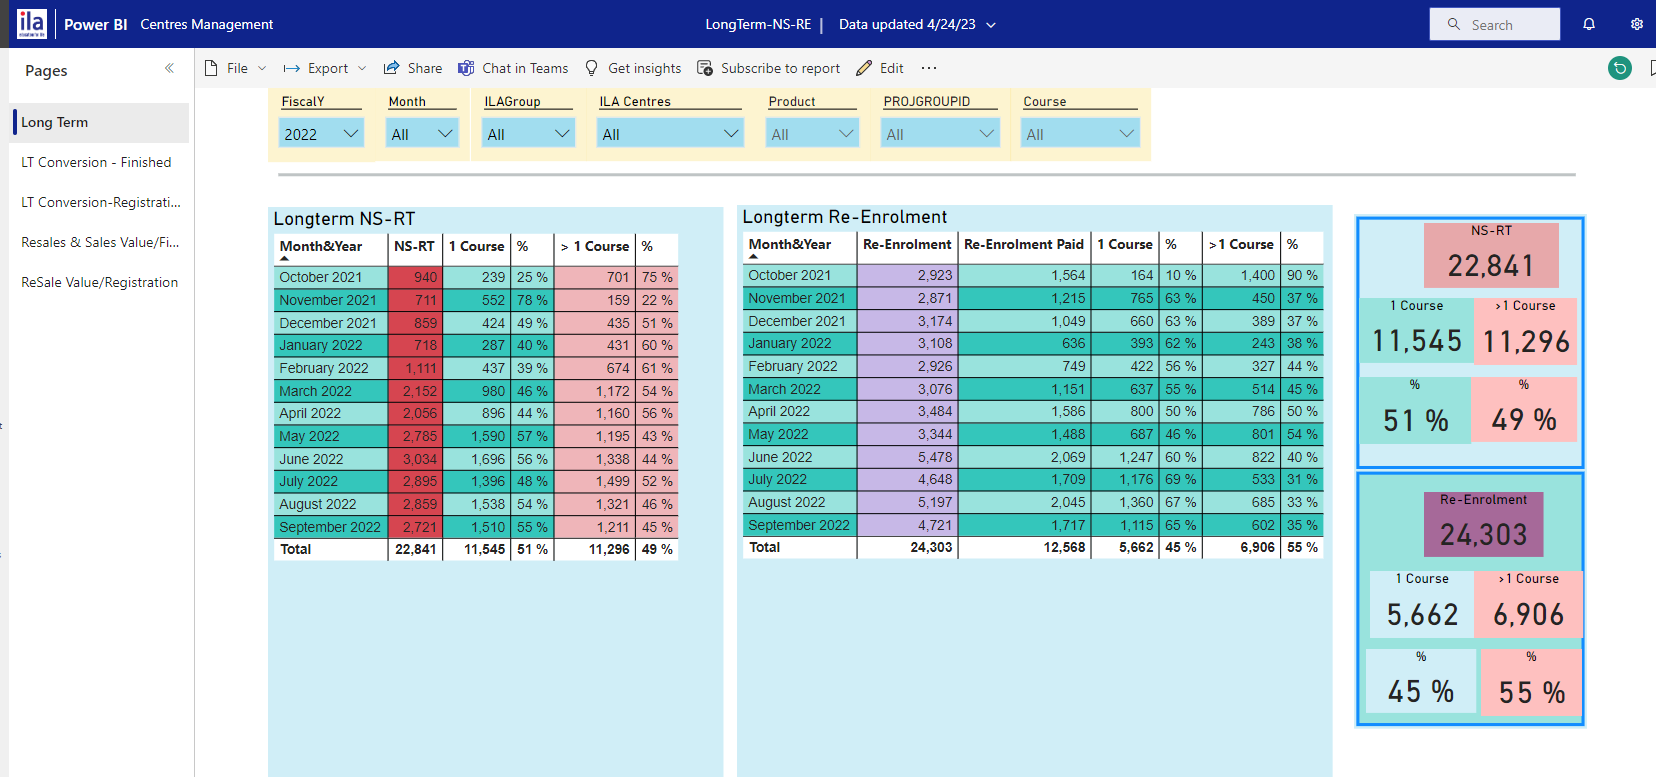 ila Power BI Centres Management LongTerm-NS-RE | Data updated 4/24/23 Search
Pages
File Export Share Chat in Teams Get insights Subscribe to report Edit ...
Long Term
LT Conversion - Finished
LT Conversion-Registrati...
Resales & Sales Value/Fi...
ReSale Value/Registration
FiscalY Month ILAGroup ILA Centres Product PROJGROUPID Course
2022 All All All All All All
Longterm NS-RT
Month&Year NS-RT 1 Course % > 1 Course %
October 2021 940 239 25 % 701 75 %
November 2021 711 552 78 % 159 22 %
December 2021 859 424 49 % 435 51 %
January 2022 718 287 40 % 431 60 %
February 2022 1,111 437 39 % 674 61 %
March 2022 2,152 980 46 % 1,172 54 %
April 2022 2,056 896 44 % 1,160 56 %
May 2022 2,785 1,590 57 % 1,195 43 %
June 2022 3,034 1,696 56 % 1,338 44 %
July 2022 2,895 1,396 48 % 1,499 52 %
August 2022 2,859 1,538 54 % 1,321 46 %
September 2022 2,721 1,510 55 % 1,211 45 %
Total 22,841 11,545 51 % 11,296 49 %
Longterm Re-Enrolment
Month&Year Re-Enrolment Re-Enrolment Paid 1 Course % >1 Course %
October 2021 2,923 1,564 164 10 % 1,400 90 %
November 2021 2,871 1,215 765 63 % 450 37 %
December 2021 3,174 1,049 660 63 % 389 37 %
January 2022 3,108 636 393 62 % 243 38 %
February 2022 2,926 749 422 56 % 327 44 %
March 2022 3,076 1,151 637 55 % 514 45 %
April 2022 3,484 1,586 800 50 % 786 50 %
May 2022 3,344 1,488 687 46 % 801 54 %
June 2022 5,478 2,069 1,247 60 % 822 40 %
July 2022 4,648 1,709 1,176 69 % 533 31 %
August 2022 5,197 2,045 1,360 67 % 685 33 %
September 2022 4,721 1,717 1,115 65 % 602 35 %
Total 24,303 12,568 5,662 45 % 6,906 55 %
NS-RT
22,841
1 Course >1 Course
11,545 11,296
% %
51 % 49 %
Re-Enrolment
24,303
1 Course >1 Course
5,662 6,906
% %
45 % 55 %